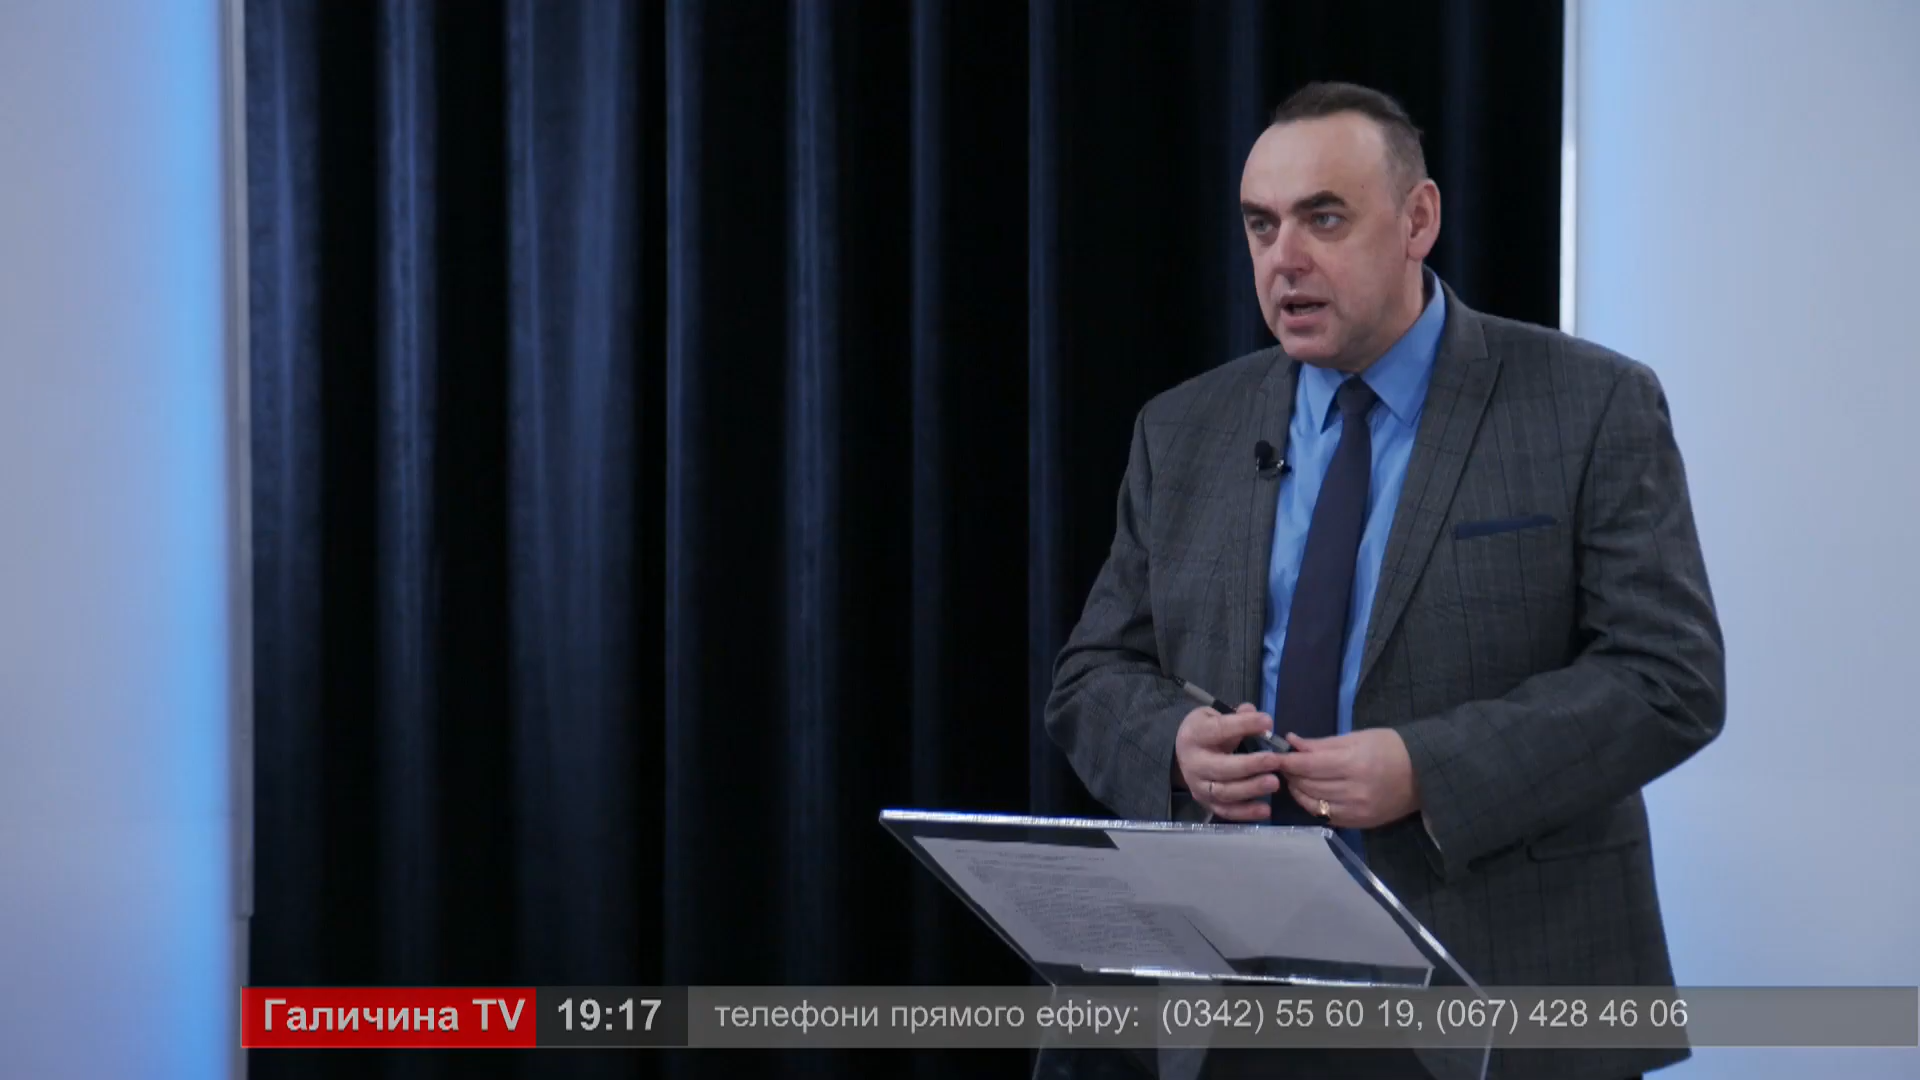 Галичина TV 19:17 телефони прямого ефіру: (0342) 55 60 19, (067) 428 46 06